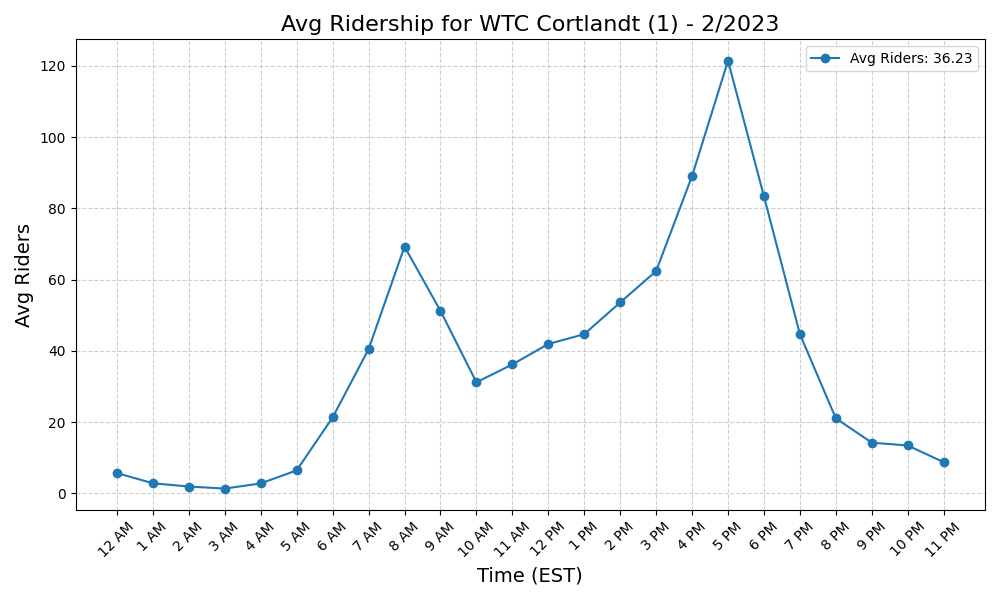 Avg Ridership for WTC Cortlandt (1) - 2/2023
Avg Riders: 36.23
Avg Riders
120
100
80
60
40
20
0
12 AM
1 AM
2 AM
3 AM
4 AM
5 AM
6 AM
7 AM
8 AM
9 AM
10 AM
11 AM
12 PM
1 PM
2 PM
3 PM
4 PM
5 PM
6 PM
7 PM
8 PM
9 PM
10 PM
11 PM
Time (EST)